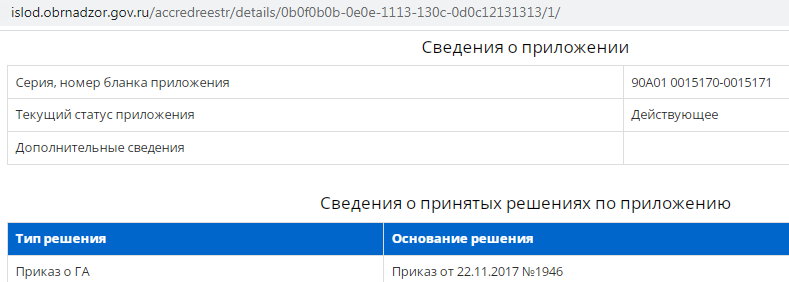 islod.obrnadzor.gov.ru/accredreestr/details/0b0f0b0b-0e0e-1113-130c-0d0c12131313/1/
Сведения о приложении
Серия, номер бланка приложения 90А01 0015170-0015171
Текущий статус приложения Действующее
Дополнительные сведения
Сведения о принятых решениях по приложению
Тип решения Основание решения
Приказ о ГА Приказ от 22.11.2017 №1946